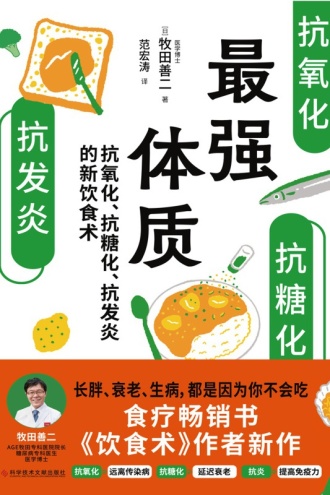 抗氧化
最强
体质
医学博士
[日] 牧田善二 著
范宏涛 译
抗氧化、抗糖化、抗发炎
的新饮食术
抗发炎
抗糖化
长胖、衰老、生病，都是因为你不会吃
食疗畅销书
《饮食术》作者新作
牧田善二
AGE牧田专科医院院长
糖尿病专科医生
医学博士
科学技术文献出版社
抗氧化 远离传染病 抗糖化 延迟衰老 抗炎 提高免疫力